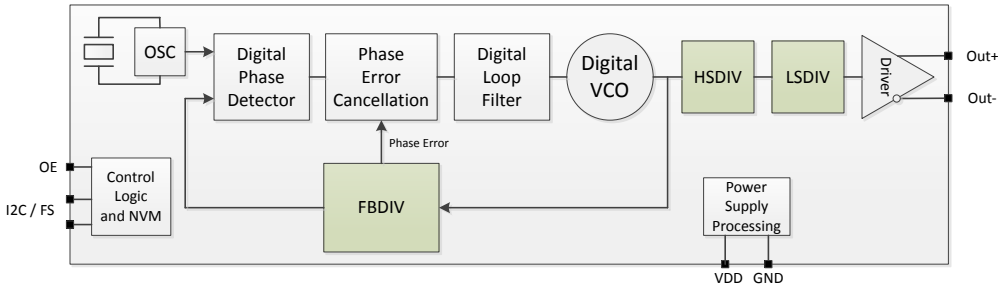 OSC
Digital
Phase
Detector
Phase
Error
Cancellation
Digital
Loop
Filter
Digital
VCO
HSDIV
LSDIV
Driver
Out+
Out-
Phase Error
FBDIV
OE
I2C / FS
Control
Logic
and NVM
Power
Supply
Processing
VDD
GND